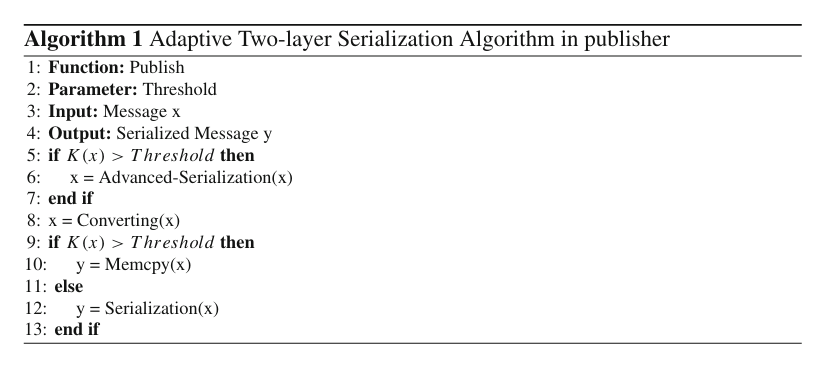 Algorithm 1 Adaptive Two-layer Serialization Algorithm in publisher
1: Function: Publish
2: Parameter: Threshold
3: Input: Message x
4: Output: Serialized Message y
5: if K(x) > Threshold then
6: x = Advanced-Serialization(x)
7: end if
8: x = Converting(x)
9: if K(x) > Threshold then
10: y = Memcpy(x)
11: else
12: y = Serialization(x)
13: end if